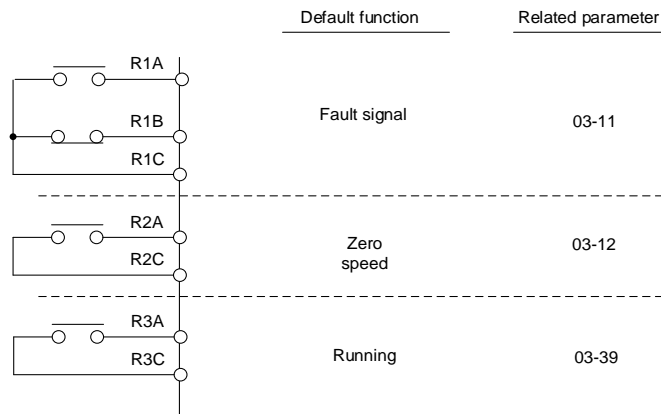 Default function Related parameter
R1A
R1B
R1C
Fault signal
03-11
R2A
R2C
Zero
speed
03-12
R3A
R3C
Running
03-39